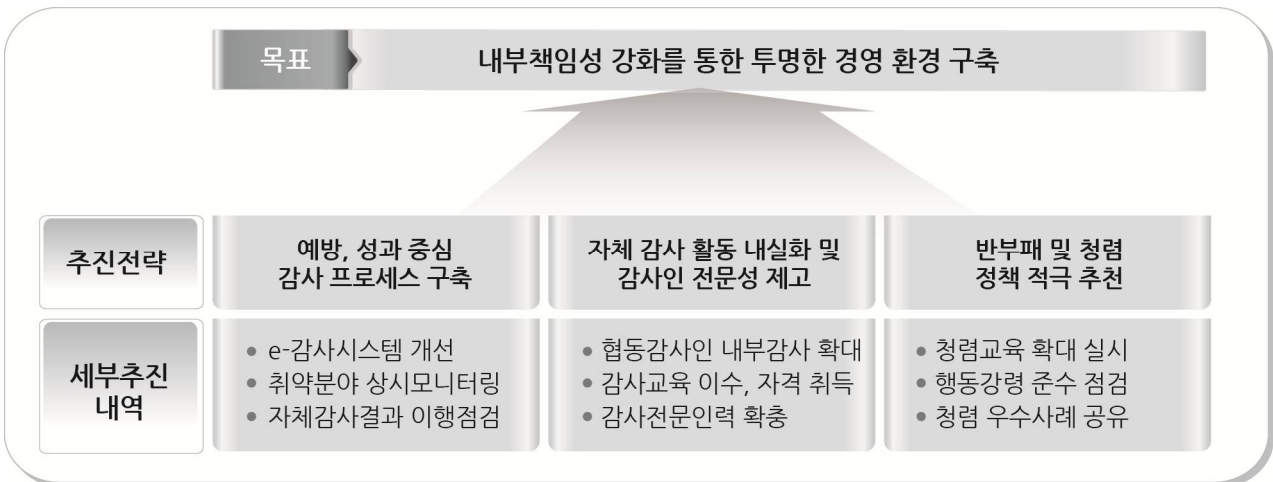 목표
내부책임성 강화를 통한 투명한 경영 환경 구축
추진전략
예방, 성과 중심
감사 프로세스 구축
자체 감사 활동 내실화 및
감사인 전문성 제고
반부패 및 청렴
정책 적극 추천
세부추진
내역
• e-감사시스템 개선
• 취약분야 상시모니터링
• 자체감사결과 이행점검
• 협동감사인 내부감사 확대
• 감사교육 이수, 자격 취득
• 감사전문인력 확충
• 청렴교육 확대 실시
• 행동강령 준수 점검
• 청렴 우수사례 공유